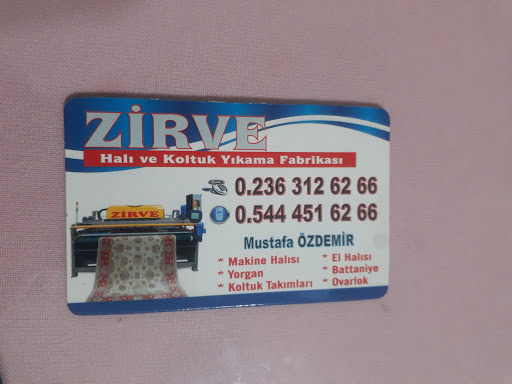 ZİRVE
Halı ve Koltuk Yıkama Fabrikası
0.236 312 62 66
0.544 451 62 66
ZİRVE
Mustafa ÖZDEMİR
* Makine Halısı * El Halısı
* Yorgan * Battaniye
* Koltuk Takımları * Ovarlok